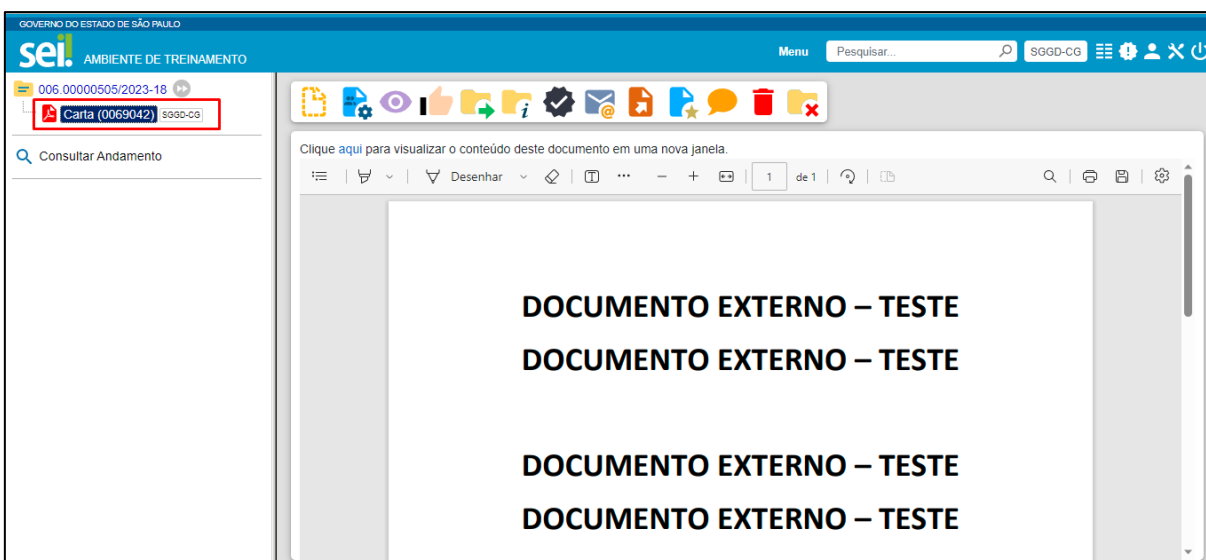 GOVERNO DO ESTADO DE SÃO PAULO
sei! AMBIENTE DE TREINAMENTO
Menu
Pesquisar...
SGGD-CG
006.00000505/2023-18
Carta (0069042) SGGD-CG
Consultar Andamento
Clique aqui para visualizar o conteúdo deste documento em uma nova janela.
Desenhar 1 de 1
DOCUMENTO EXTERNO – TESTE
DOCUMENTO EXTERNO – TESTE
DOCUMENTO EXTERNO – TESTE
DOCUMENTO EXTERNO – TESTE